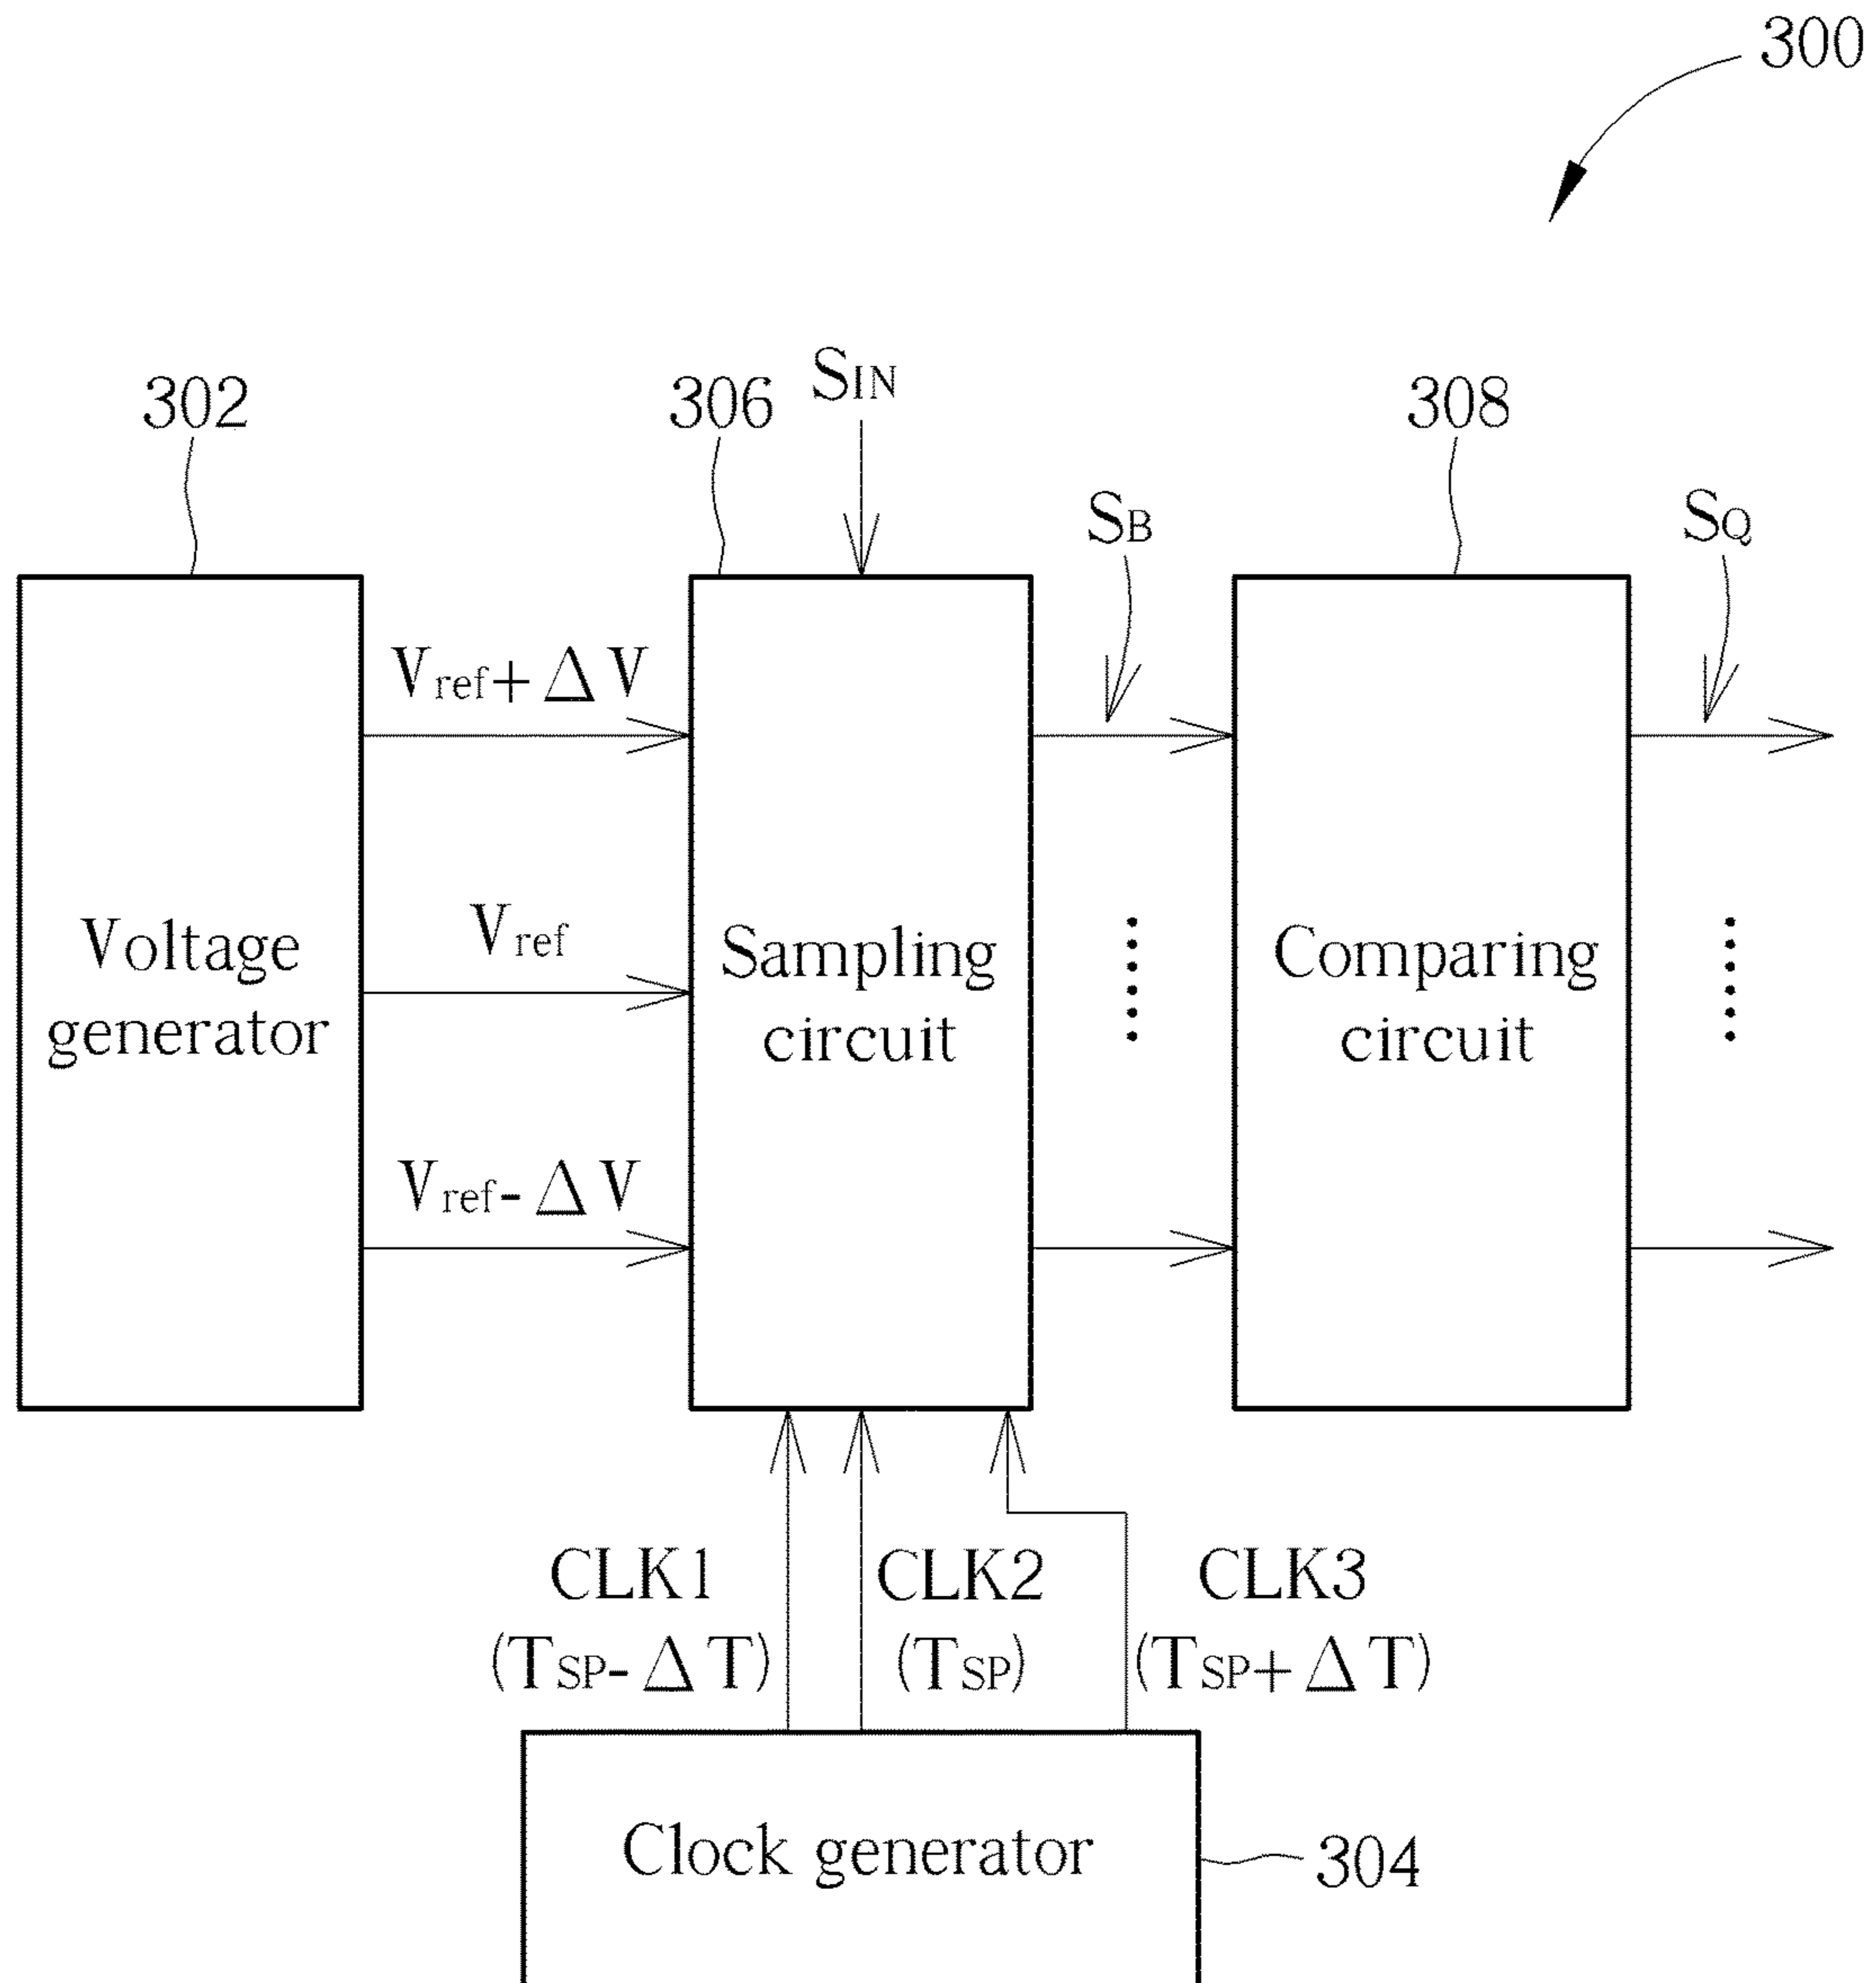 300
302
306
SIN
308
SB
SQ
Vref+ΔV
Vref
Vref-ΔV
Voltage
generator
Sampling
circuit
Comparing
circuit
CLK1
(TSP-ΔT)
CLK2
(TSP)
CLK3
(TSP+ΔT)
Clock generator
304